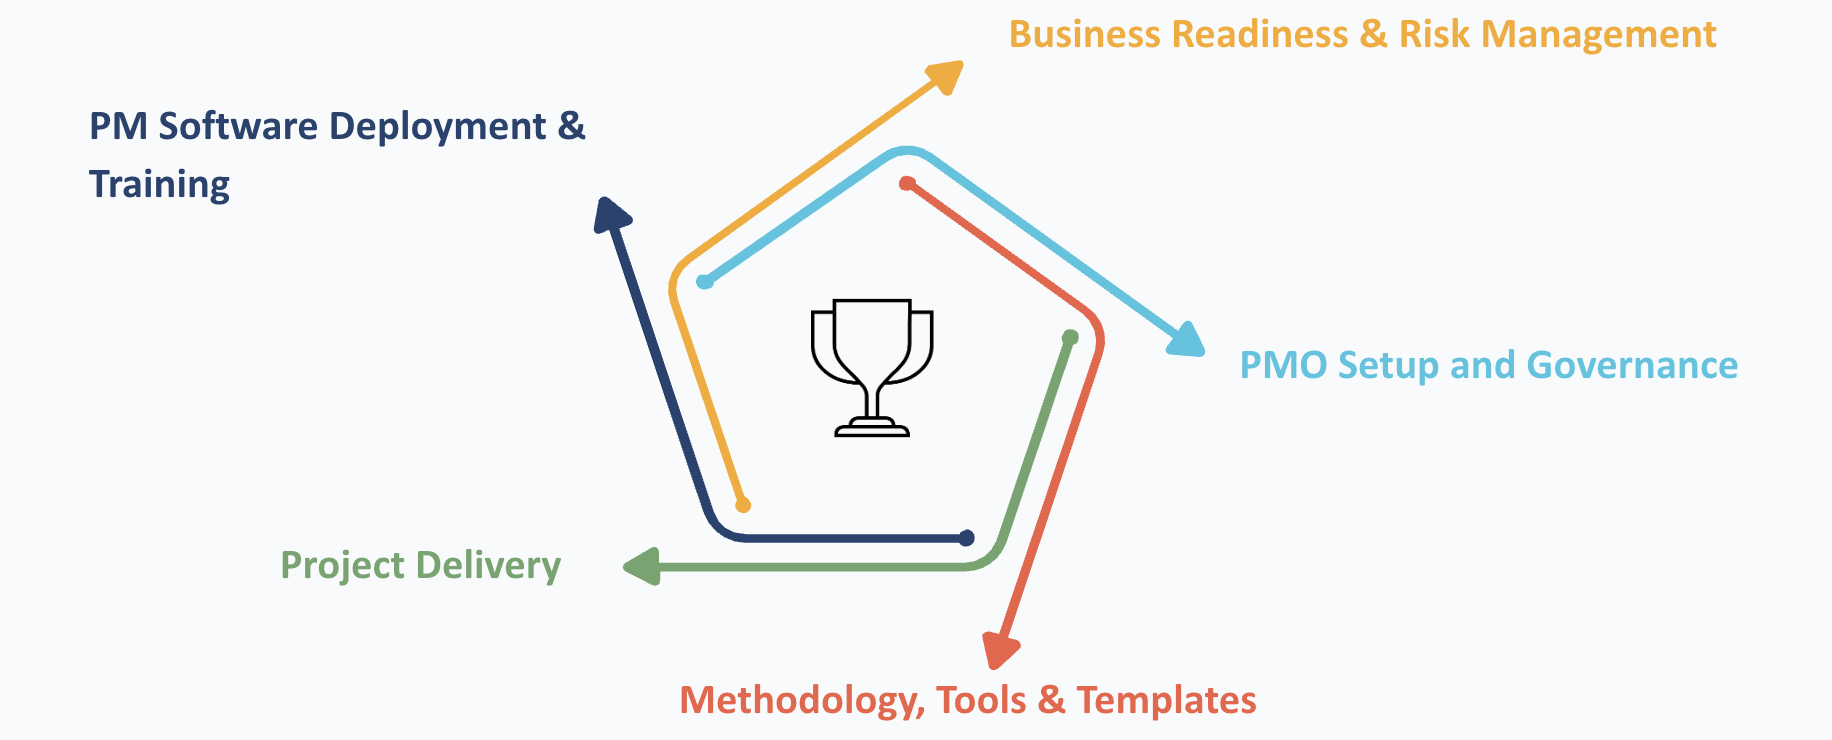 Business Readiness & Risk Management
PM Software Deployment &
Training
PMO Setup and Governance
Project Delivery
Methodology, Tools & Templates